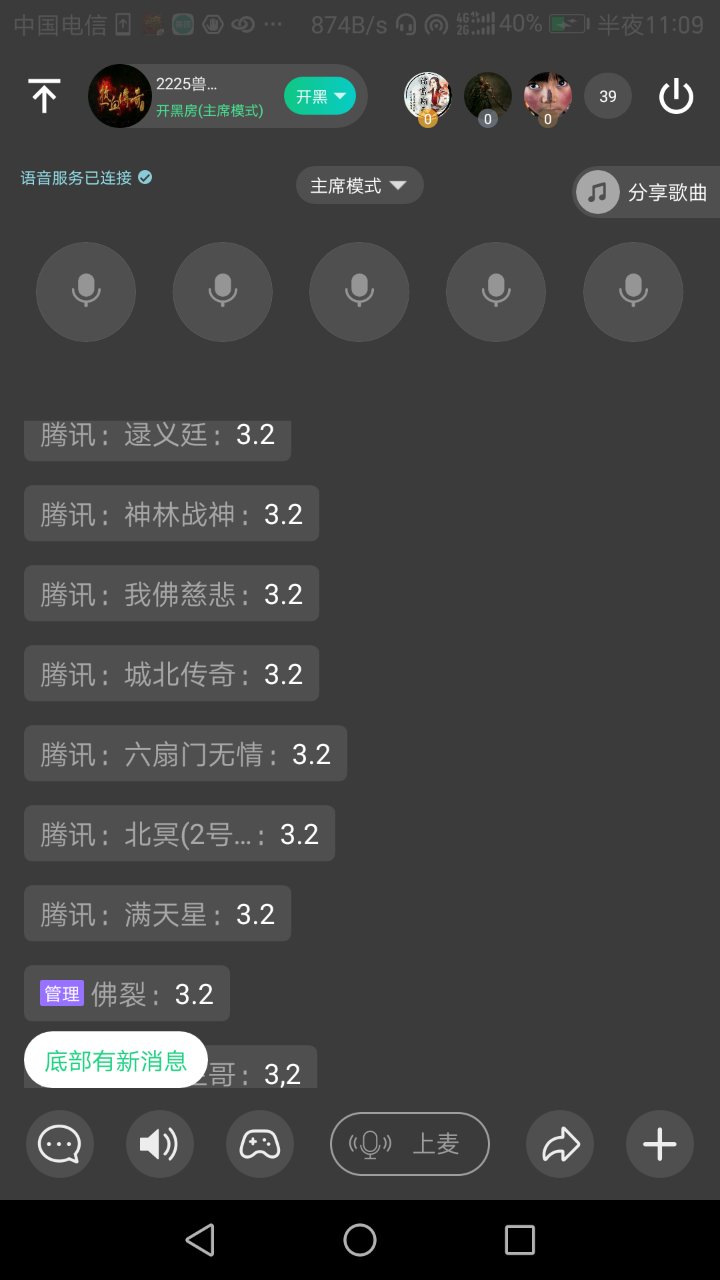 中国电信 874B/s 4G 2G 40% 半夜11:09
2225兽…
开黑房(主席模式)
开黑
0
0
0
39
语音服务已连接
主席模式
分享歌曲
腾讯：逯义廷：3.2
腾讯：神林战神：3.2
腾讯：我佛慈悲：3.2
腾讯：城北传奇：3.2
腾讯：六扇门无情：3.2
腾讯：北冥(2号…：3.2
腾讯：满天星：3.2
管理 佛裂：3.2
底部有新消息
哥：3,2
上麦